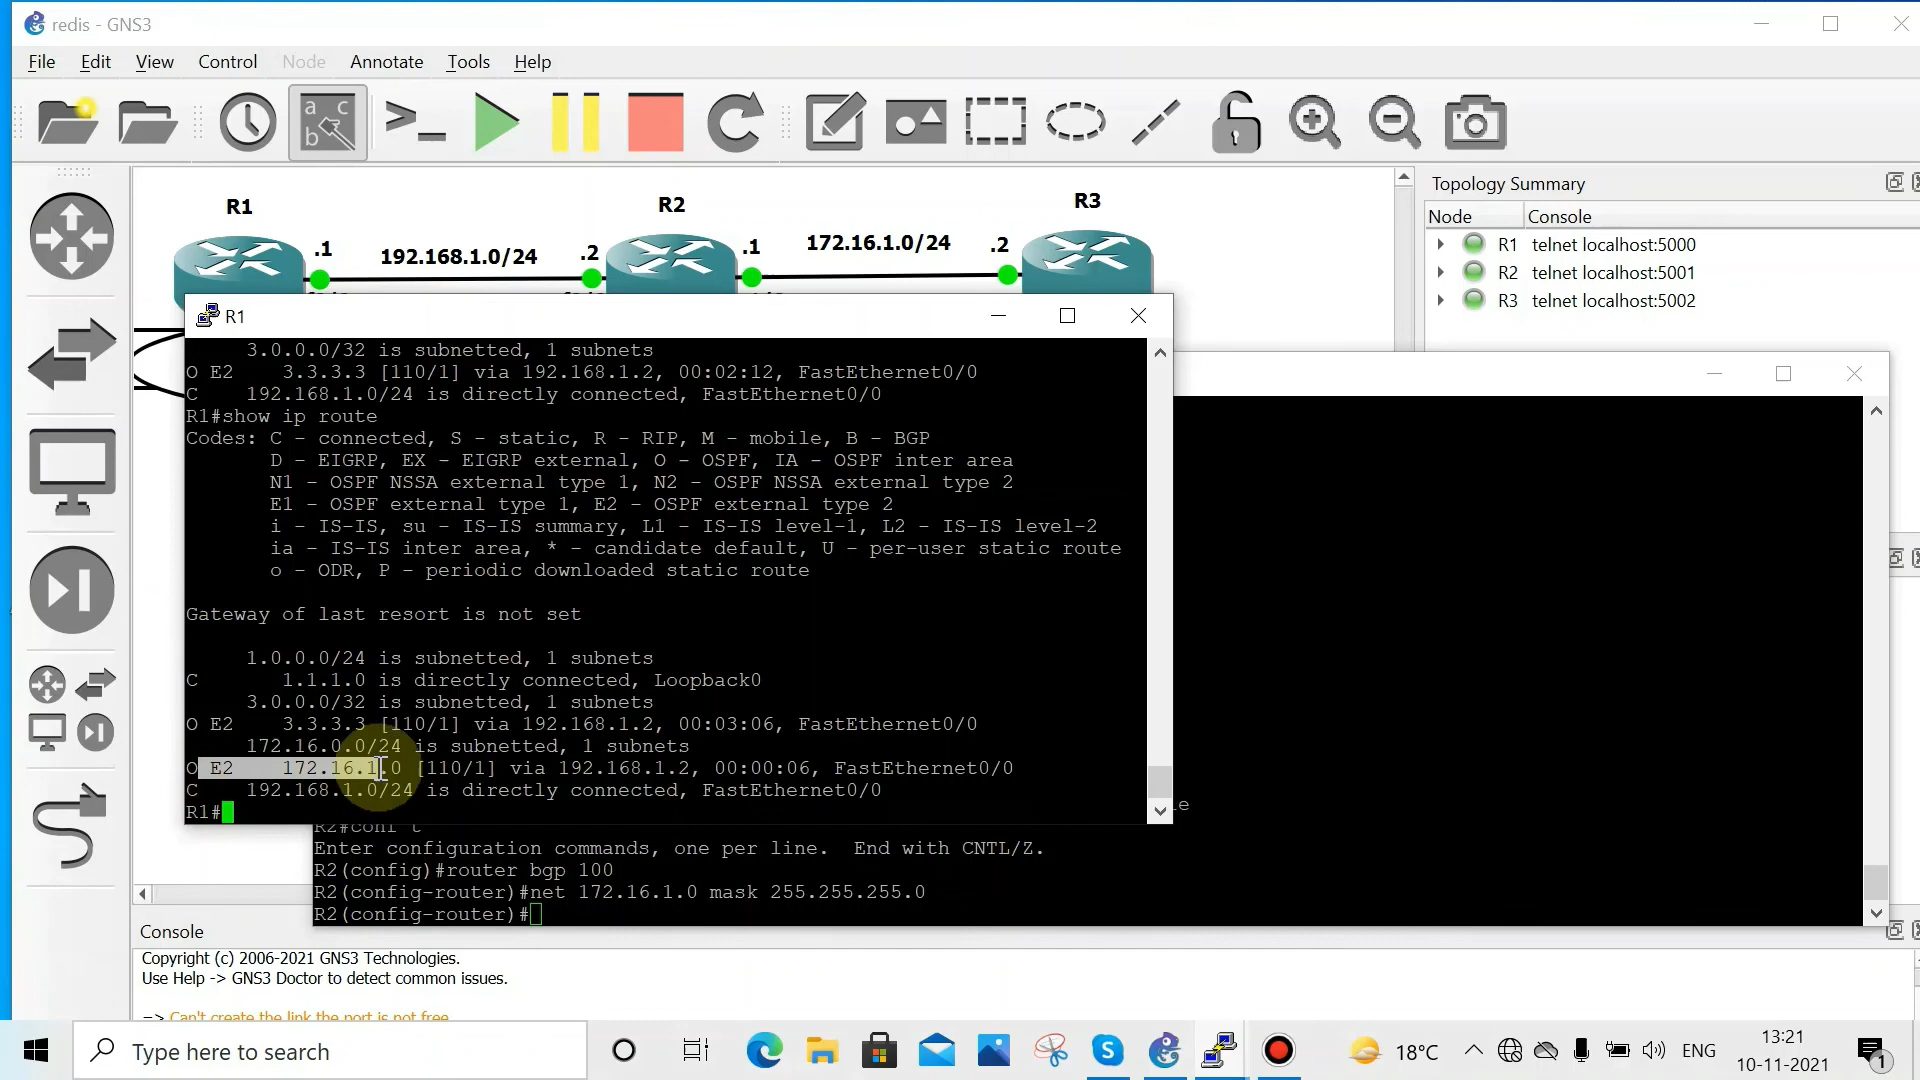 redis - GNS3
File Edit View Control Node Annotate Tools Help
a c
b
R1
R2
R3
.1
192.168.1.0/24
.2
.1
172.16.1.0/24
.2
Topology Summary
Node Console
R1 telnet localhost:5000
R2 telnet localhost:5001
R3 telnet localhost:5002
R1
3.0.0.0/32 is subnetted, 1 subnets
O E2 3.3.3.3 [110/1] via 192.168.1.2, 00:02:12, FastEthernet0/0
C 192.168.1.0/24 is directly connected, FastEthernet0/0
R1#show ip route
Codes: C - connected, S - static, R - RIP, M - mobile, B - BGP
D - EIGRP, EX - EIGRP external, O - OSPF, IA - OSPF inter area
N1 - OSPF NSSA external type 1, N2 - OSPF NSSA external type 2
E1 - OSPF external type 1, E2 - OSPF external type 2
i - IS-IS, su - IS-IS summary, L1 - IS-IS level-1, L2 - IS-IS level-2
ia - IS-IS inter area, * - candidate default, U - per-user static route
o - ODR, P - periodic downloaded static route
Gateway of last resort is not set
1.0.0.0/24 is subnetted, 1 subnets
C 1.1.1.0 is directly connected, Loopback0
3.0.0.0/32 is subnetted, 1 subnets
O E2 3.3.3.3 [110/1] via 192.168.1.2, 00:03:06, FastEthernet0/0
172.16.0.0/24 is subnetted, 1 subnets
O E2 172.16.1.0 [110/1] via 192.168.1.2, 00:00:06, FastEthernet0/0
C 192.168.1.0/24 is directly connected, FastEthernet0/0
R1#
R2#conf t
Enter configuration commands, one per line. End with CNTL/Z.
R2(config)#router bgp 100
R2(config-router)#net 172.16.1.0 mask 255.255.255.0
R2(config-router)#
Console
Copyright (c) 2006-2021 GNS3 Technologies.
Use Help -> GNS3 Doctor to detect common issues.
=> Can't create the link the port is not free
Type here to search
18°C
ENG
13:21
10-11-2021
1